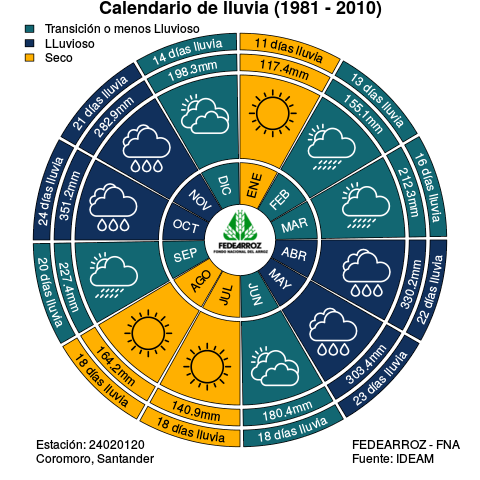 Calendario de lluvia (1981 - 2010)
Transición o menos Lluvioso
LLuvioso
Seco
11 días lluvia
117.4mm
ENE
13 días lluvia
155.1mm
FEB
16 días lluvia
212.3mm
MAR
22 días lluvia
330.2mm
ABR
23 días lluvia
303.4mm
MAY
18 días lluvia
180.4mm
JUN
18 días lluvia
140.9mm
JUL
18 días lluvia
164.2mm
AGO
20 días lluvia
227.4mm
SEP
24 días lluvia
351.2mm
OCT
21 días lluvia
282.9mm
NOV
14 días lluvia
198.3mm
DIC
FEDEARROZ
FONDO NACIONAL DEL ARROZ
Estación: 24020120
Coromoro, Santander
FEDEARROZ - FNA
Fuente: IDEAM